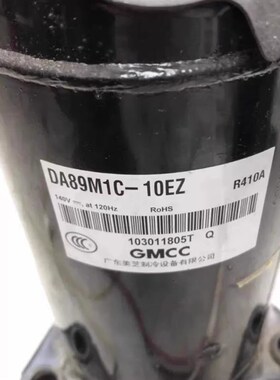 DA89M1C-10EZ R410A
140V ⎓, at 120Hz RoHS
103011805T Q
CCC
GMCC
广东美芝制冷设备有限公司